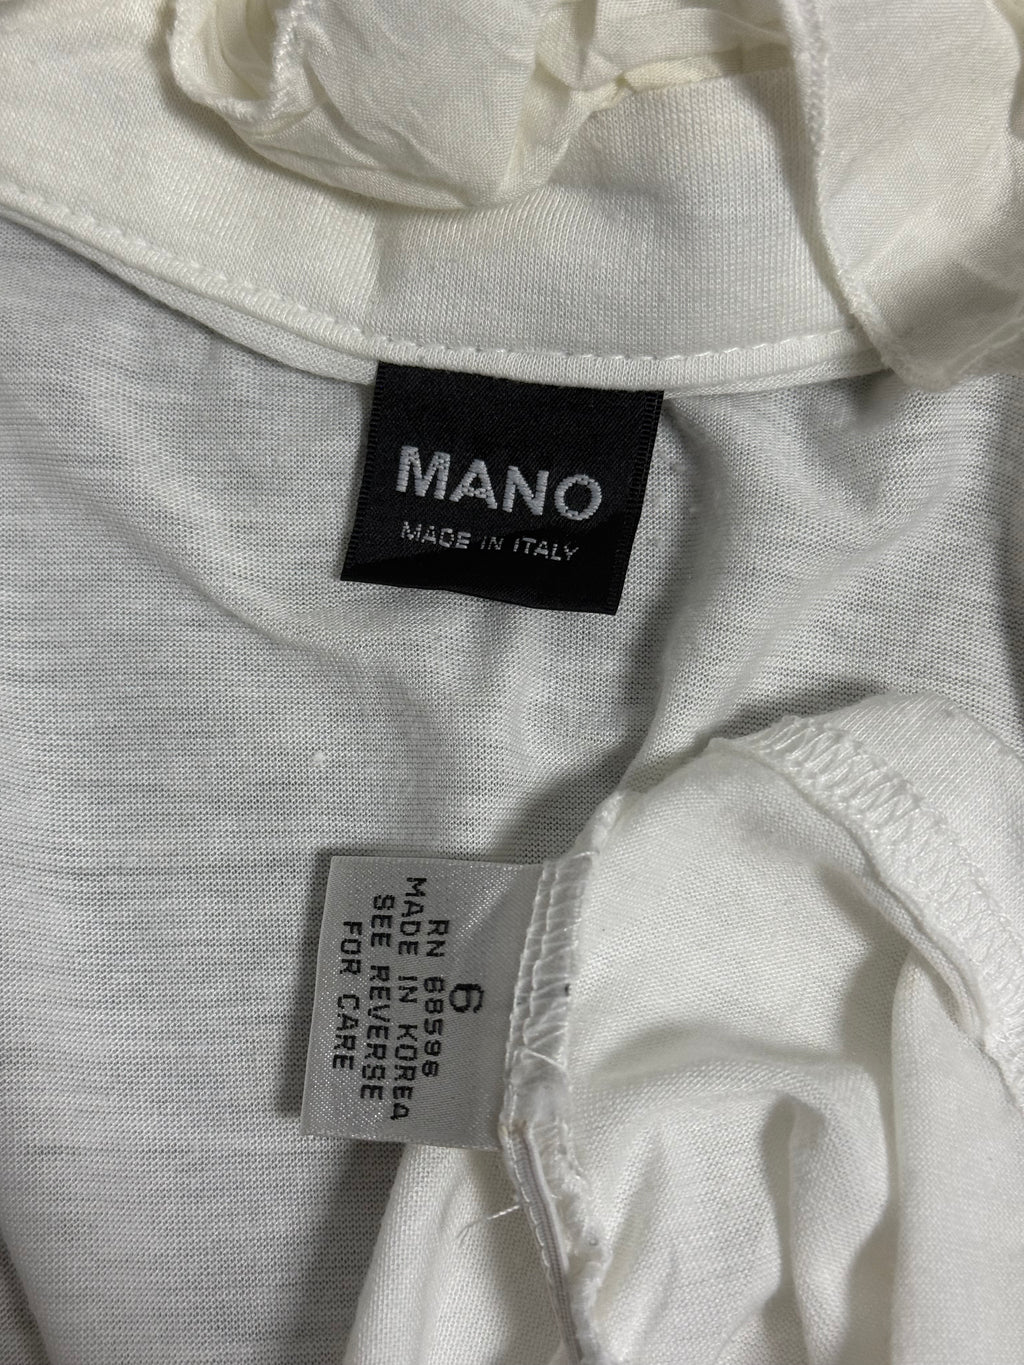 MANO
MADE IN ITALY
6
RN 68598
MADE IN KOREA
SEE REVERSE
FOR CARE